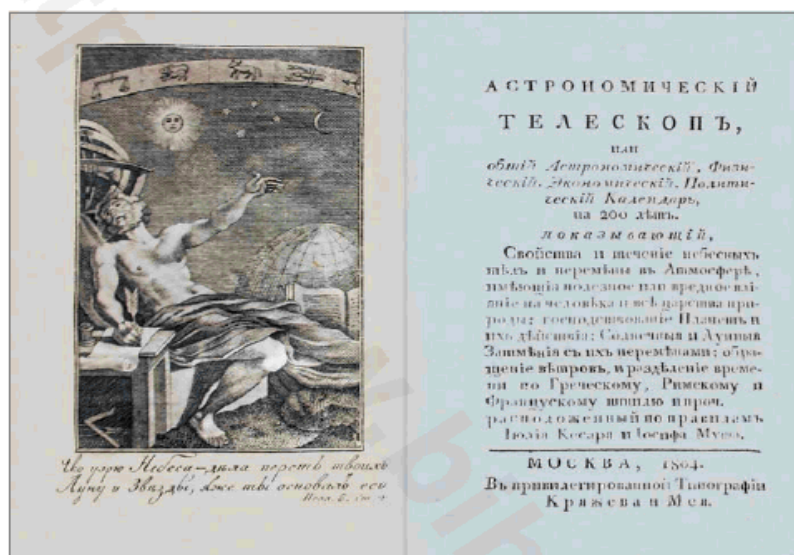 Яко узрю Небеса — дѣла перстъ твоихъ
Луну и Звѣзды, яже ты основалъ еси
АСТРОНОМИЧЕСКІЙ
ТЕЛЕСКОПЪ,
или
общій Астрономическій, Физи-
ческій, Экономическій, Полити-
ческій Календарь,
на 200 лѣтъ.
показывающій,
Свойства и теченіе небесныхъ
тѣлъ и перемѣны въ Атмосферѣ,
имѣющія полезное или вредное влі-
яніе на человѣка и всѣ царства при-
роды; господствованіе Планетъ и
ихъ дѣйствія; Солнечныя и Лунныя
Затмѣнія съ ихъ перемѣнами; обра-
щеніе вѣтровъ, и раздѣленіе време-
ни по Греческому, Римскому и
Французскому штилю и проч.
расположенный по правиламъ
Іюлія Кесаря и Іосифа
МОСКВА, 1804.
Въ привилегированной Типографіи
Кряжева и Мея.